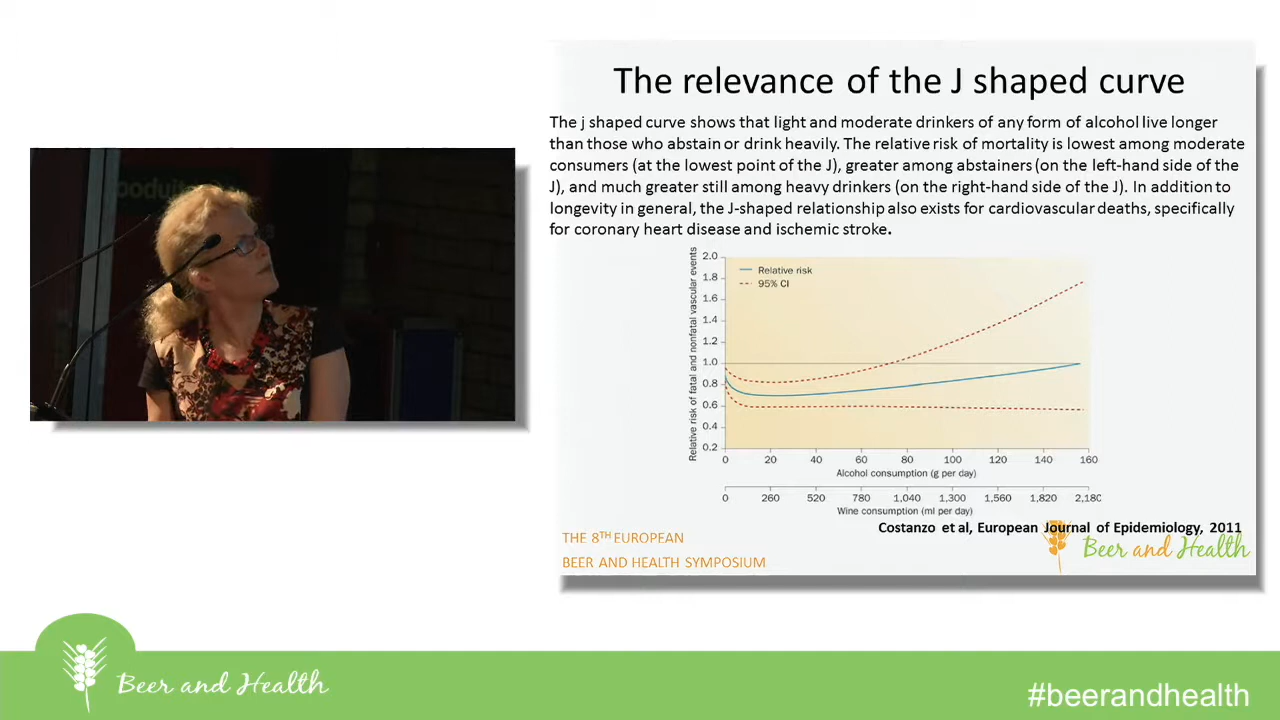 The relevance of the J shaped curve
The j shaped curve shows that light and moderate drinkers of any form of alcohol live longer
than those who abstain or drink heavily. The relative risk of mortality is lowest among moderate
consumers (at the lowest point of the J), greater among abstainers (on the left-hand side of the
J), and much greater still among heavy drinkers (on the right-hand side of the J). In addition to
longevity in general, the J-shaped relationship also exists for cardiovascular deaths, specifically
for coronary heart disease and ischemic stroke.
Relative risk of fatal and nonfatal vascular events
2.0
1.8
1.6
1.4
1.2
1.0
0.8
0.6
0.4
0.2
Relative risk
95% CI
0 20 40 60 80 100 120 140 160
Alcohol consumption (g per day)
0 260 520 780 1,040 1,300 1,560 1,820 2,180
Wine consumption (ml per day)
Costanzo et al, European Journal of Epidemiology, 2011
THE 8TH EUROPEAN
BEER AND HEALTH SYMPOSIUM
Beer and Health
Beer and Health
#beerandhealth